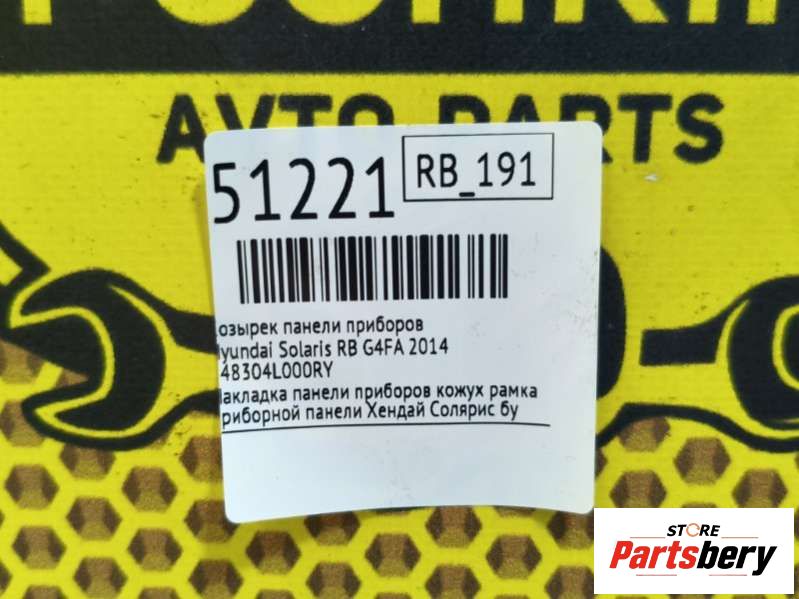 AVTO PARTS
51221
RB_191
озырек панели приборов
yundai Solaris RB G4FA 2014
48304L000RY
акладка панели приборов кожух рамка
риборной панели Хендай Солярис бу
STORE
Partsbery